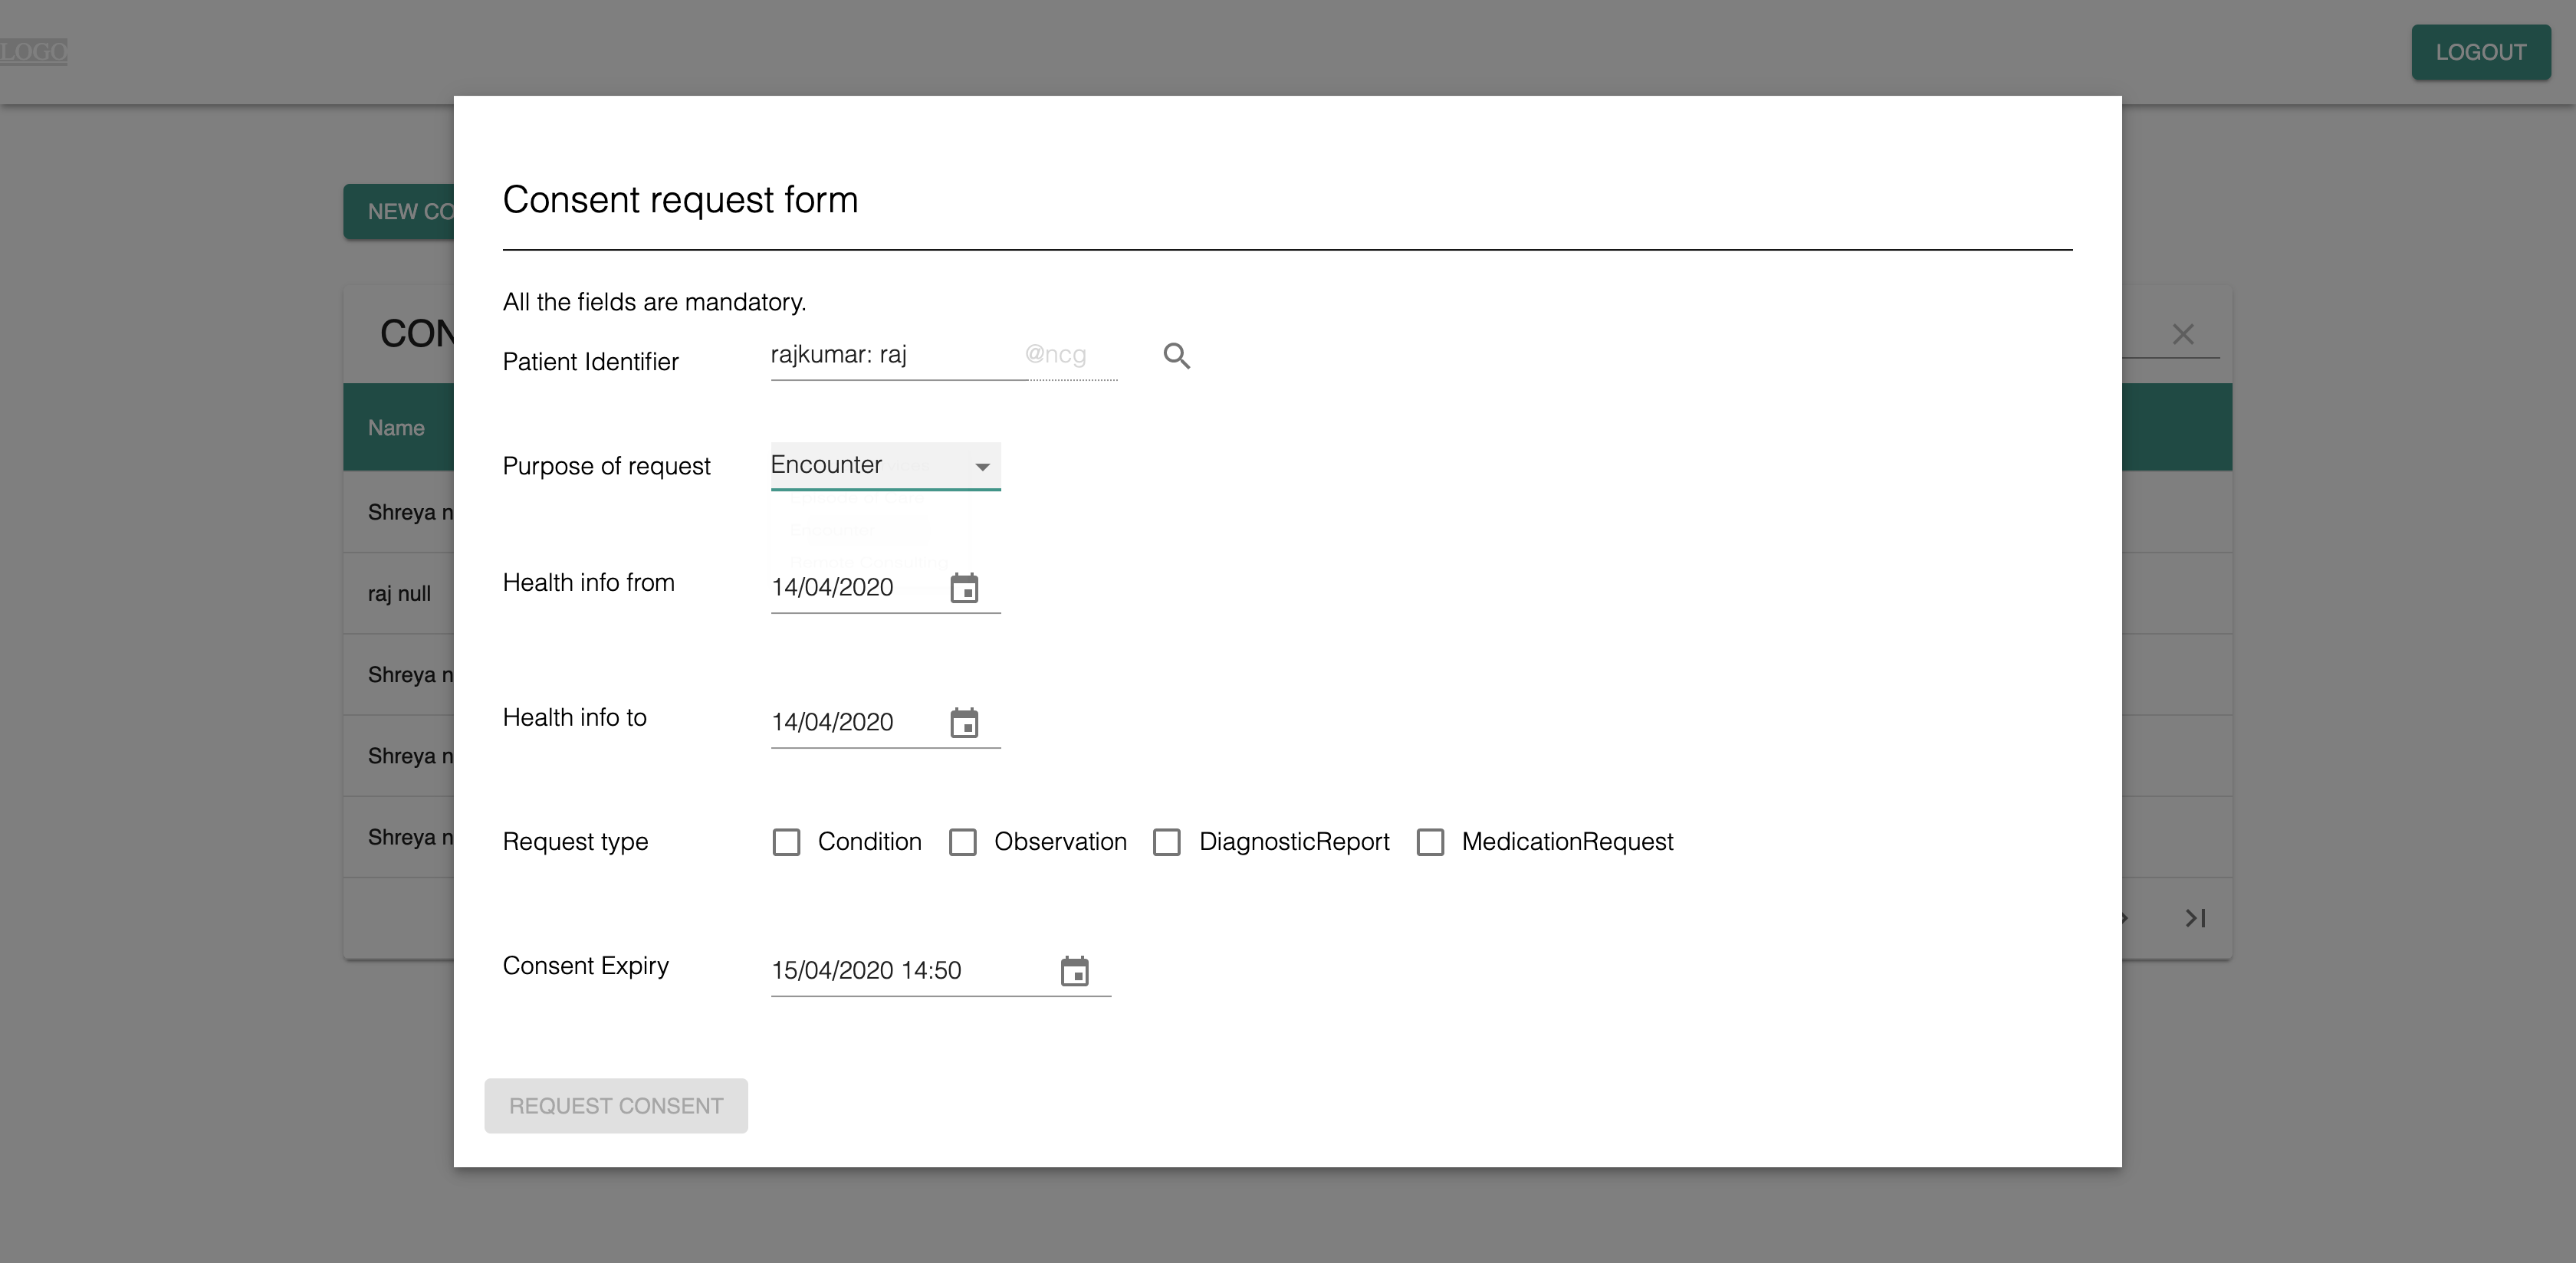 LOGO
LOGOUT
NEW CO
Consent request form
All the fields are mandatory.
CON
Patient Identifier rajkumar: raj @ncg
Name
Purpose of request Encounter
Encounter
Shreya n
Health info from 14/04/2020
raj null
Shreya n
Health info to 14/04/2020
Shreya n
Request type Condition Observation DiagnosticReport MedicationRequest
Shreya n
Consent Expiry 15/04/2020 14:50
REQUEST CONSENT